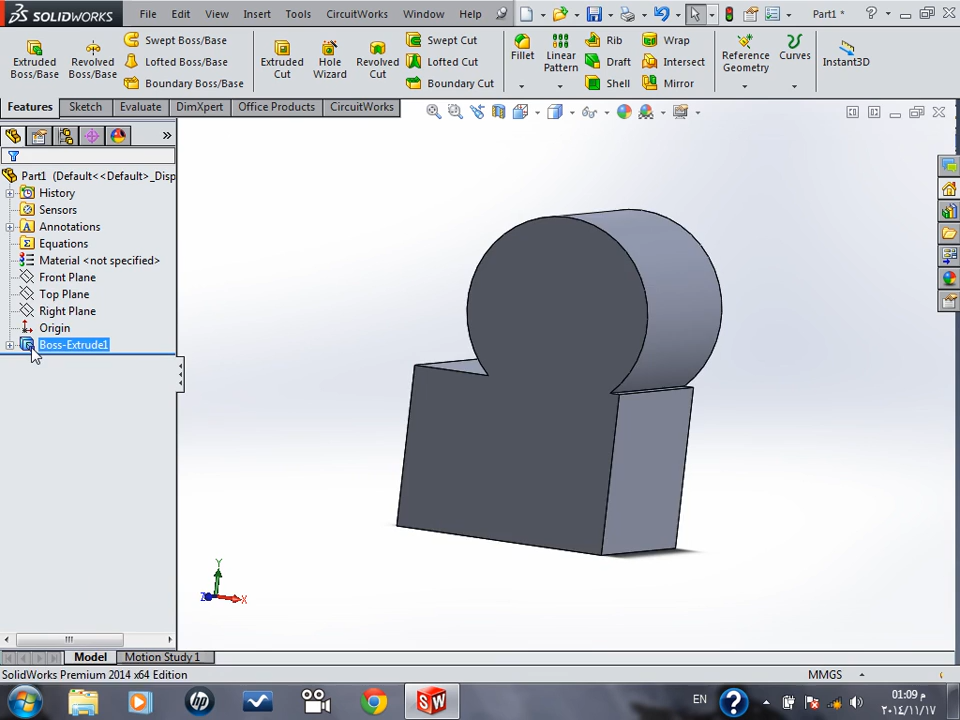 SOLIDWORKS File Edit View Insert Tools CircuitWorks Window Help Part1 *
Extruded Boss/Base
Revolved Boss/Base
Swept Boss/Base
Lofted Boss/Base
Boundary Boss/Base
Extruded Cut
Hole Wizard
Revolved Cut
Swept Cut
Lofted Cut
Boundary Cut
Fillet
Linear Pattern
Rib
Draft
Shell
Wrap
Intersect
Mirror
Reference Geometry
Curves
Instant3D
Features Sketch Evaluate DimXpert Office Products CircuitWorks
Part1 (Default<<Default>_Disp
History
Sensors
Annotations
Equations
Material <not specified>
Front Plane
Top Plane
Right Plane
Origin
Boss-Extrude1
Y
Z X
Model Motion Study 1
SolidWorks Premium 2014 x64 Edition MMGS
EN
م 01:09
٢٠١٤/١١/١٧